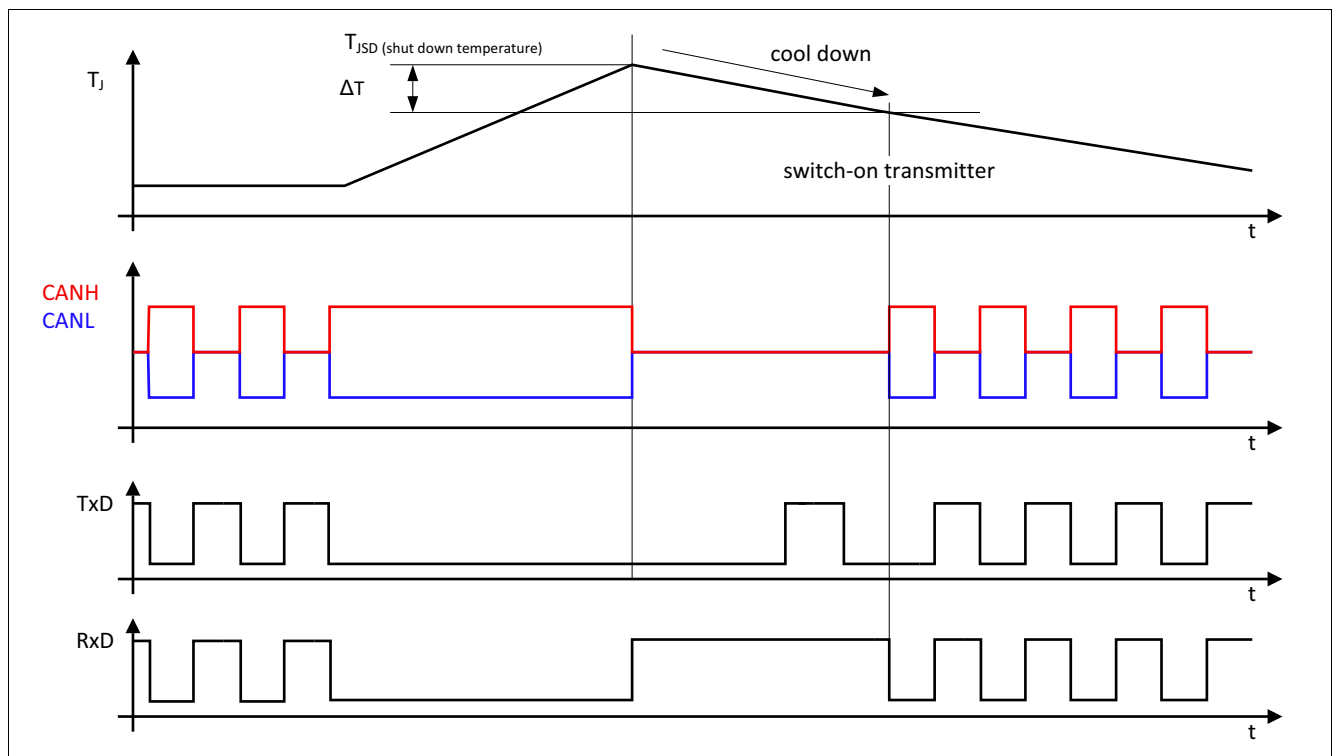 T_JSD (shut down temperature)
cool down
T_J
ΔT
switch-on transmitter
t
CANH
CANL
t
TxD
t
RxD
t